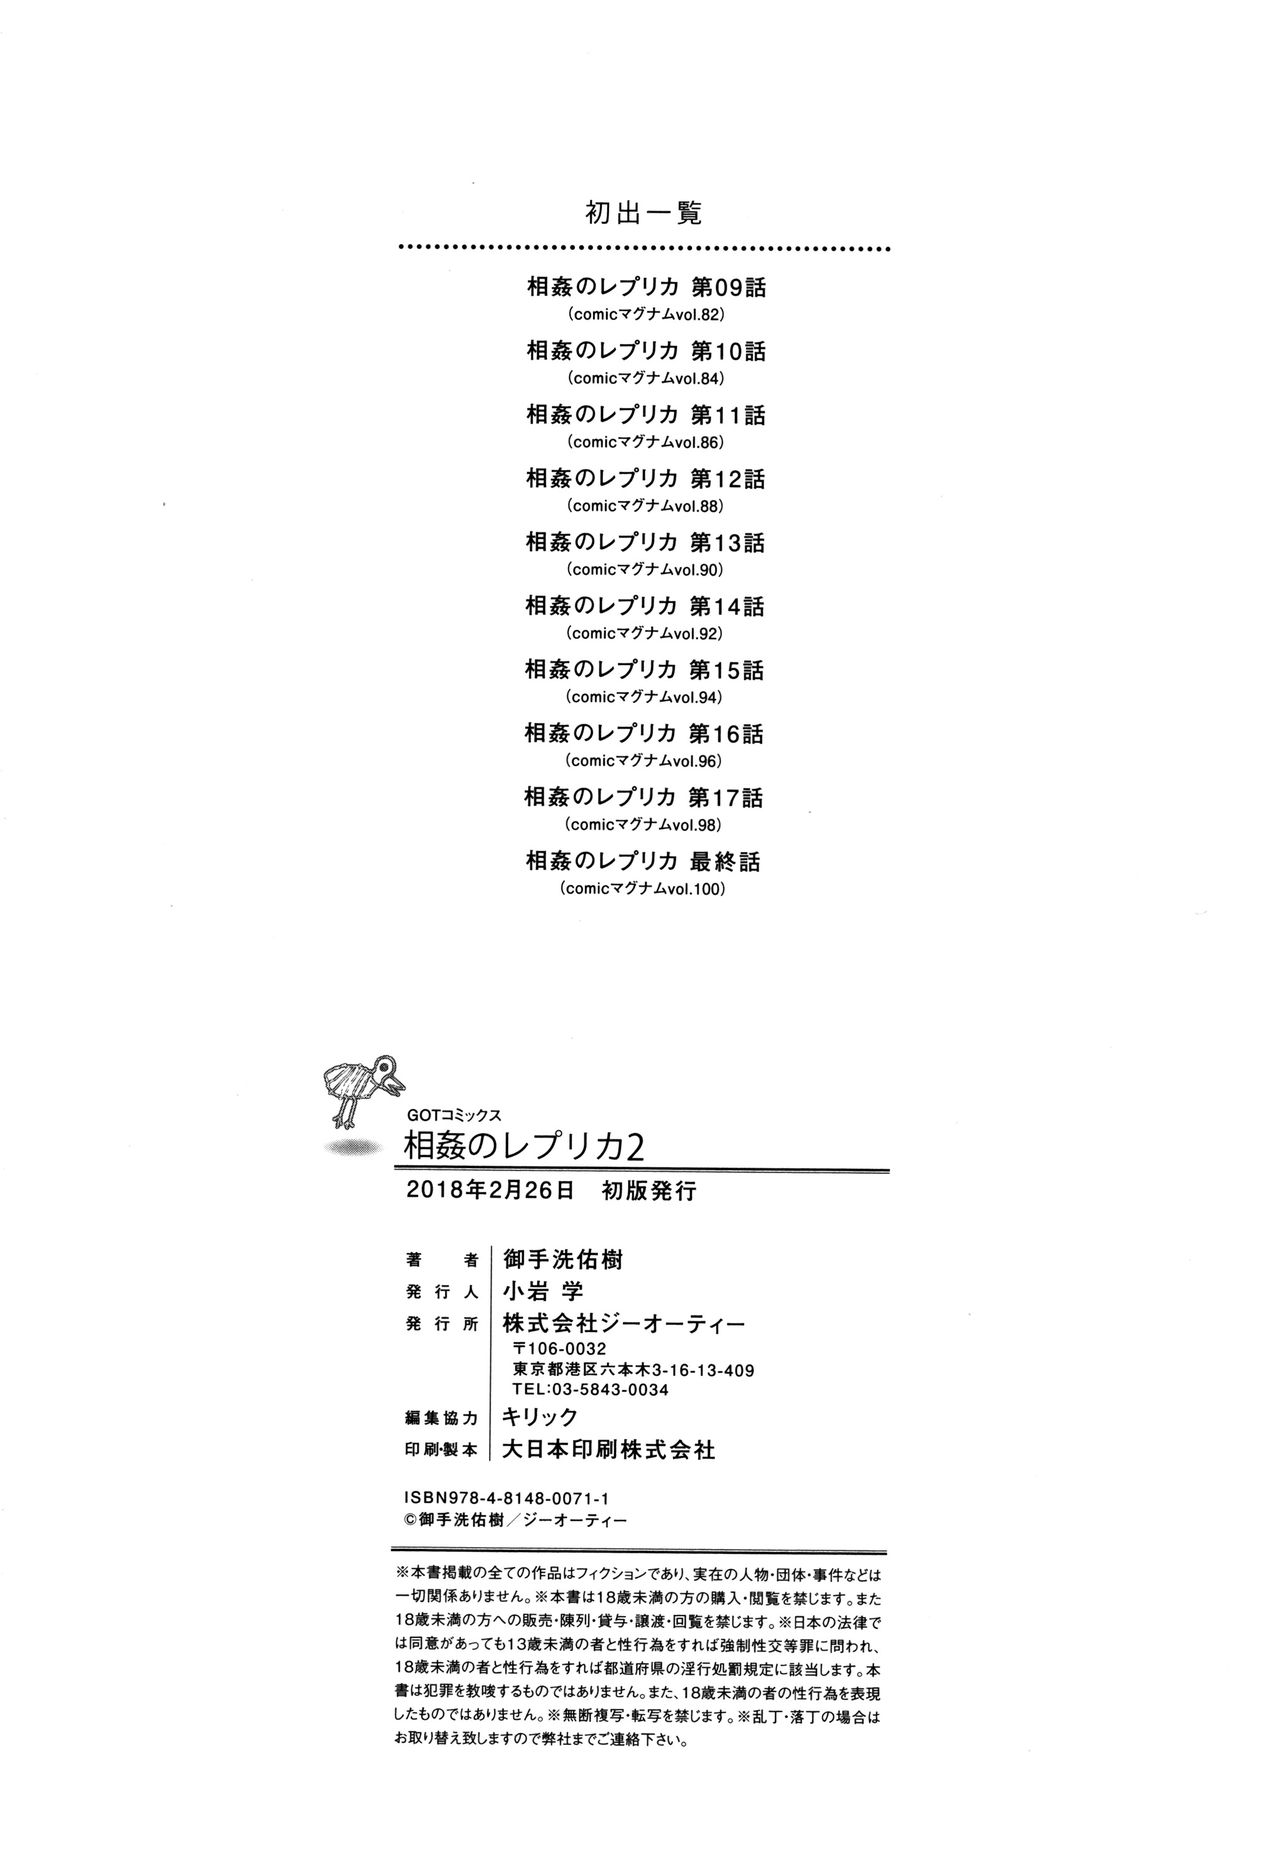 初出一覧
相姦のレプリカ 第09話
(comicマグナムvol.82)
相姦のレプリカ 第10話
(comicマグナムvol.84)
相姦のレプリカ 第11話
(comicマグナムvol.86)
相姦のレプリカ 第12話
(comicマグナムvol.88)
相姦のレプリカ 第13話
(comicマグナムvol.90)
相姦のレプリカ 第14話
(comicマグナムvol.92)
相姦のレプリカ 第15話
(comicマグナムvol.94)
相姦のレプリカ 第16話
(comicマグナムvol.96)
相姦のレプリカ 第17話
(comicマグナムvol.98)
相姦のレプリカ 最終話
(comicマグナムvol.100)
GOTコミックス
相姦のレプリカ2
2018年2月26日　初版発行
著者 御手洗佑樹
発行人 小岩 学
発行所 株式会社ジーオーティー
〒106-0032
東京都港区六本木3-16-13-409
TEL:03-5843-0034
編集協力 キリック
印刷・製本 大日本印刷株式会社
ISBN978-4-8148-0071-1
©御手洗佑樹／ジーオーティー
※本書掲載の全ての作品はフィクションであり、実在の人物・団体・事件などは
一切関係ありません。※本書は18歳未満の方の購入・閲覧を禁じます。また
18歳未満の方への販売・陳列・貸与・譲渡・回覧を禁じます。※日本の法律で
は同意があっても13歳未満の者と性行為をすれば強制性交等罪に問われ、
18歳未満の者と性行為をすれば都道府県の淫行処罰規定に該当します。本
書は犯罪を教唆するものではありません。また、18歳未満の者の性行為を表現
したものではありません。※無断複写・転写を禁じます。※乱丁・落丁の場合は
お取り替え致しますので弊社までご連絡下さい。